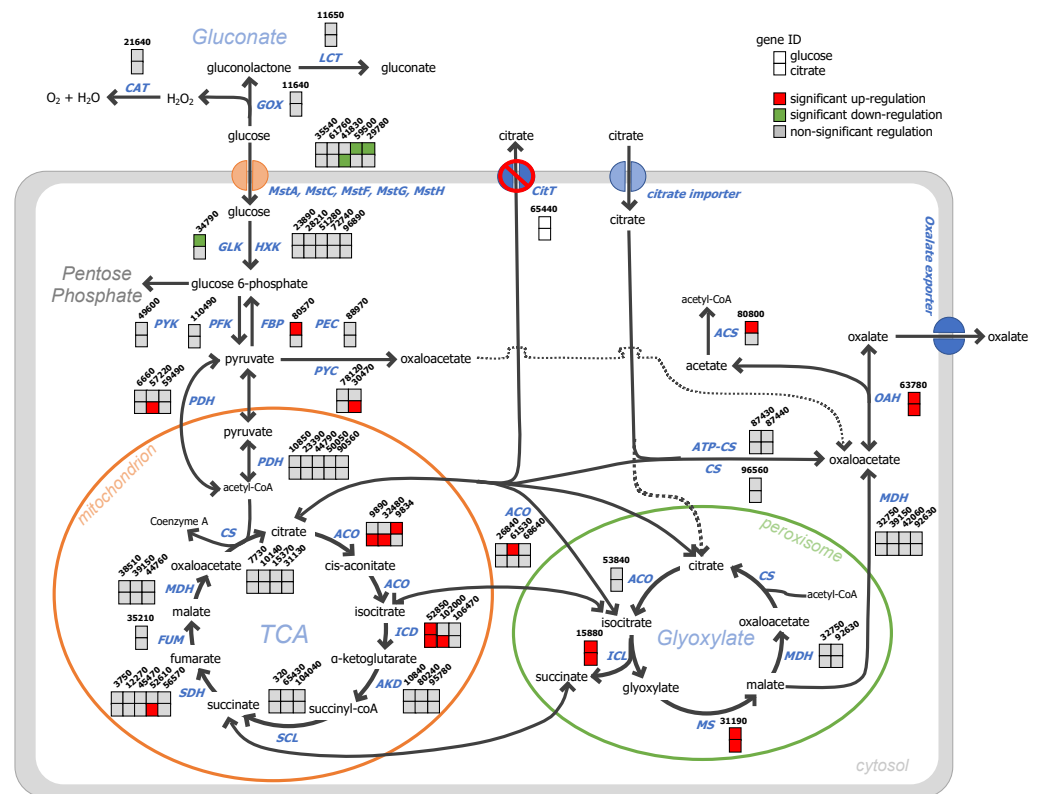 11650
Gluconate
21640
LCT
gluconolactone
gluconate
CAT
O2 + H2O
H2O2
11640
GOX
glucose
35540
61760
41830
59500
29780
gene ID
glucose
citrate
significant up-regulation
significant down-regulation
non-significant regulation
citrate
citrate
MstA, MstC, MstF, MstG, MstH
CitT
citrate importer
65440
glucose
citrate
34790
GLK
HXK
23890
28210
51280
72740
96890
Oxalate exporter
Pentose
Phosphate
glucose 6-phosphate
49600
PYK
110490
PFK
FBP
80570
PEC
88970
acetyl-CoA
80800
ACS
pyruvate
oxaloacetate
acetate
oxalate
oxalate
PYC
6660
57220
59490
PDH
78120
30470
OAH
63780
pyruvate
PDH
10850
23390
44790
50050
90560
87430
87440
ATP-CS
CS
oxaloacetate
96560
mitochondrion
acetyl-CoA
MDH
32750
39150
42060
92630
Coenzyme A
CS
citrate
ACO
9890
32480
9834
ACO
26840
61530
68640
peroxisome
oxaloacetate
7730
10140
15370
31130
cis-aconitate
53840
ACO
citrate
CS
acetyl-CoA
38510
39150
44760
MDH
ACO
malate
isocitrate
52850
102000
106470
isocitrate
oxaloacetate
35210
FUM
TCA
ICD
15880
ICL
Glyoxylate
MDH
32750
92630
fumarate
α-ketoglutarate
succinate
glyoxylate
malate
3750
12270
45470
52610
56570
SDH
320
65430
104040
AKD
10840
80240
95780
succinate
succinyl-CoA
SCL
MS
31190
cytosol